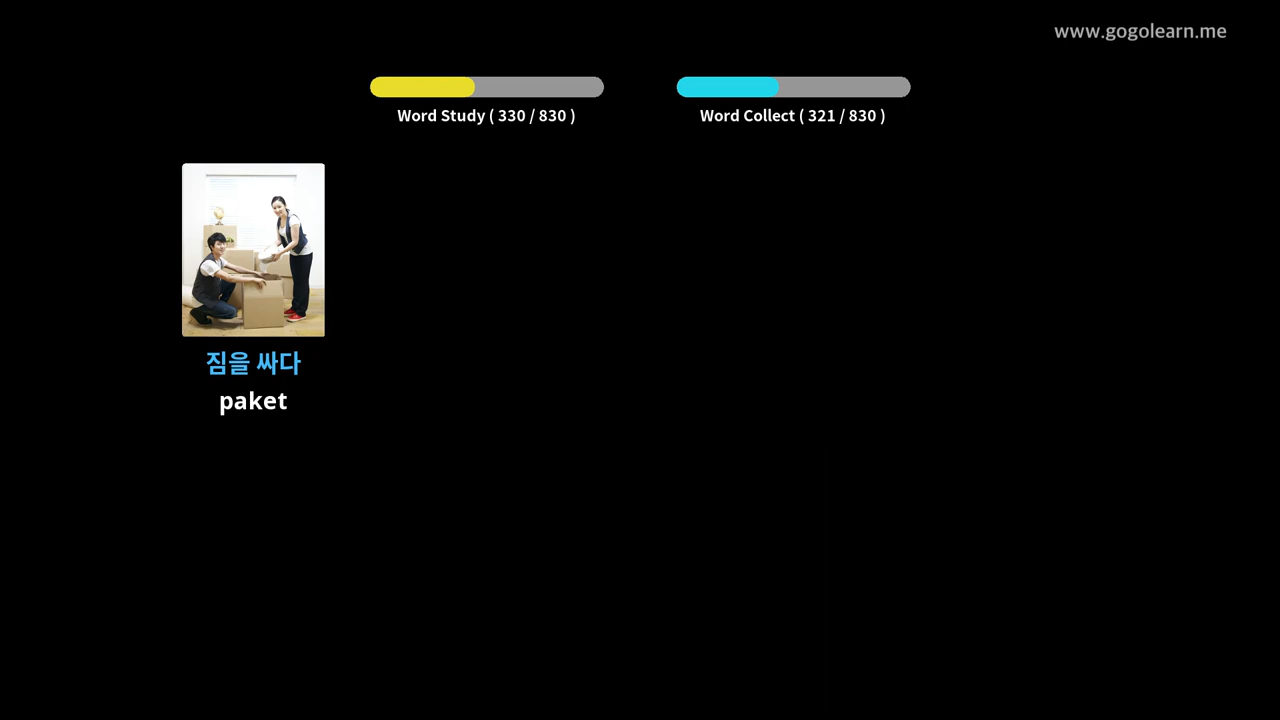 www.gogolearn.me
Word Study ( 330 / 830 )
Word Collect ( 321 / 830 )
짐을 싸다
paket